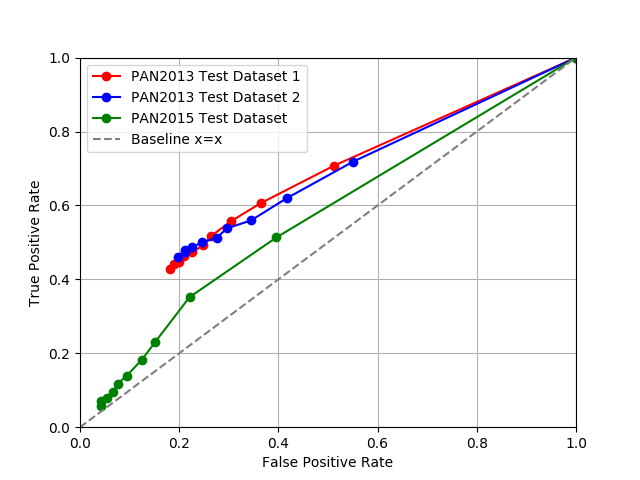 PAN2013 Test Dataset 1
PAN2013 Test Dataset 2
PAN2015 Test Dataset
Baseline x=x
True Positive Rate
1.0
0.8
0.6
0.4
0.2
0.0
0.0 0.2 0.4 0.6 0.8 1.0
False Positive Rate